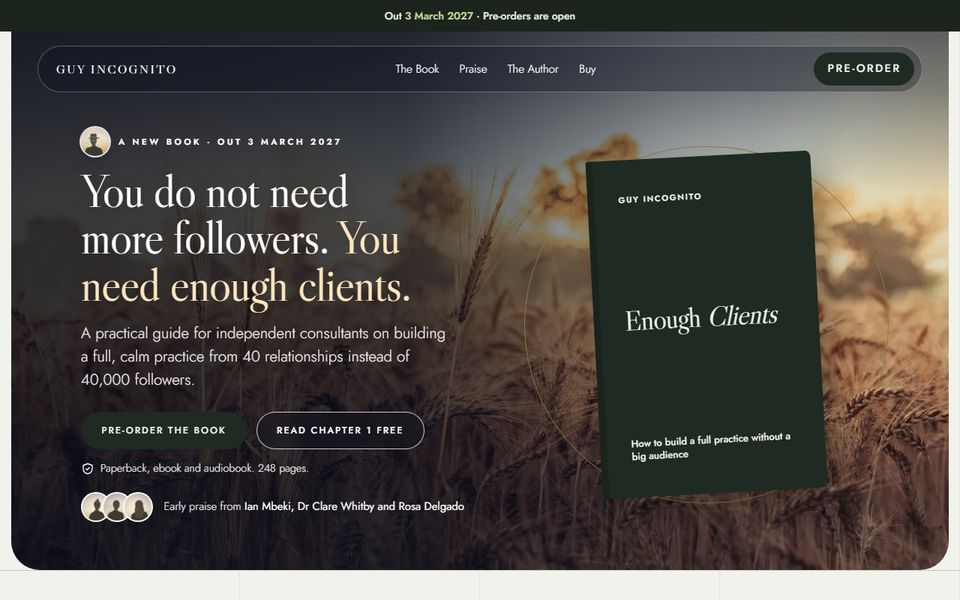 Out 3 March 2027 · Pre-orders are open
GUY INCOGNITO
The Book
Praise
The Author
Buy
PRE-ORDER
A NEW BOOK · OUT 3 MARCH 2027
You do not need
more followers. You
need enough clients.
A practical guide for independent consultants on building
a full, calm practice from 40 relationships instead of
40,000 followers.
PRE-ORDER THE BOOK
READ CHAPTER 1 FREE
Paperback, ebook and audiobook. 248 pages.
Early praise from Ian Mbeki, Dr Clare Whitby and Rosa Delgado
GUY INCOGNITO
Enough Clients
How to build a full practice without a
big audience